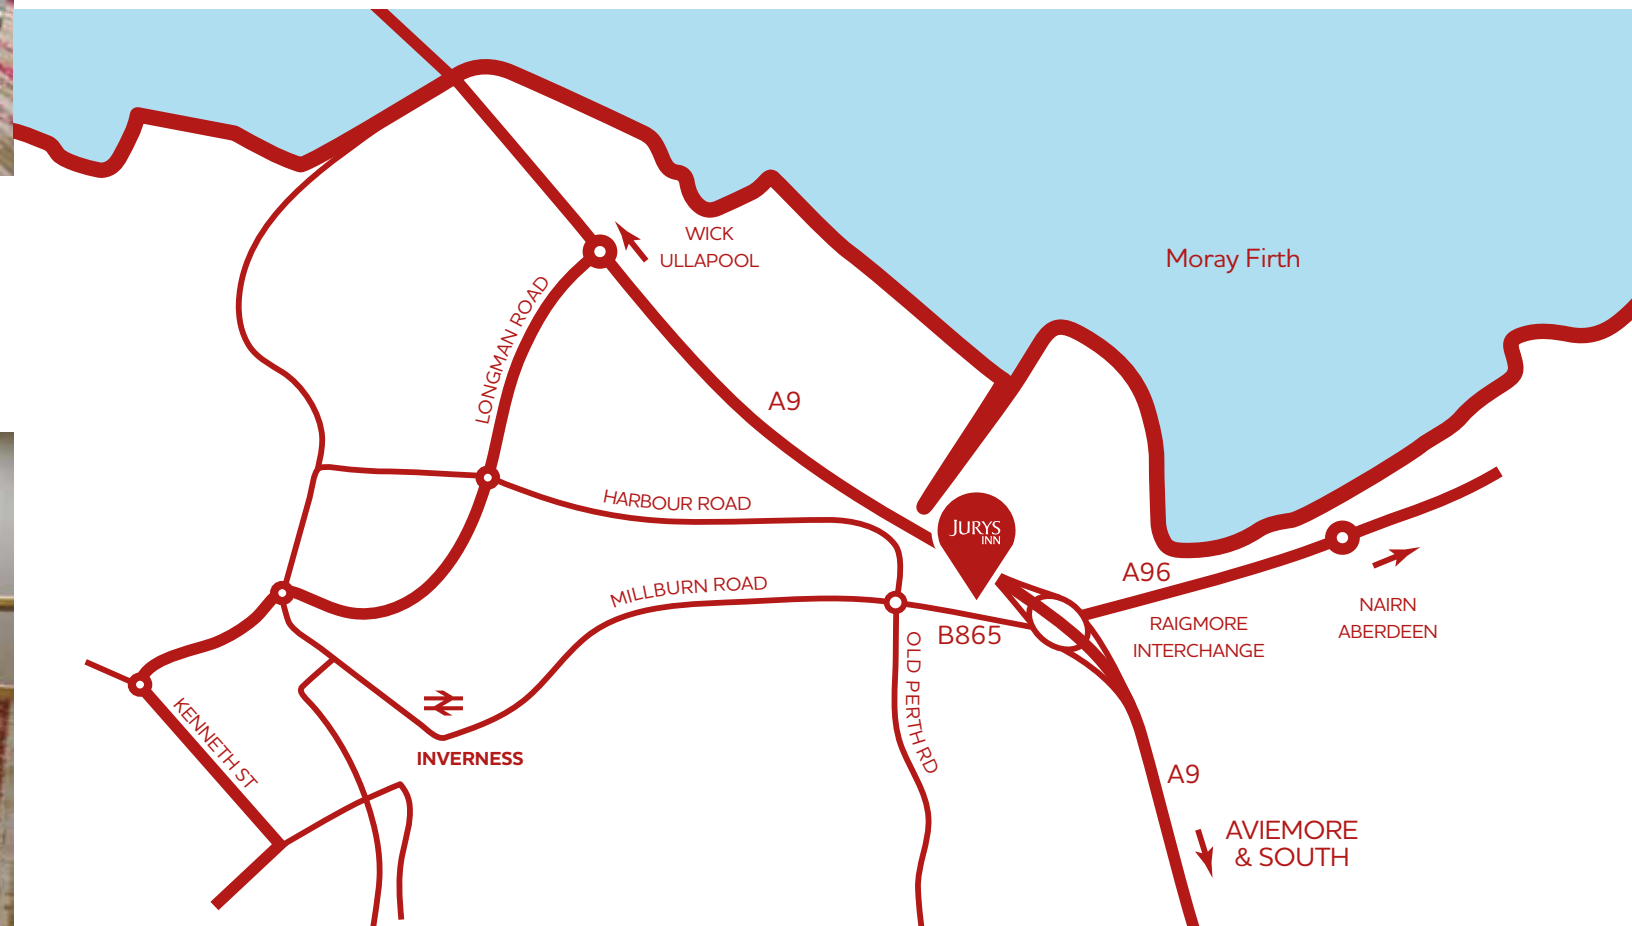 WICK
ULLAPOOL
Moray Firth
LONGMAN ROAD
A9
HARBOUR ROAD
JURYS
INN
A96
MILLBURN ROAD
B865
RAIGMORE
INTERCHANGE
NAIRN
ABERDEEN
OLD PERTH RD
KENNETH ST
INVERNESS
A9
AVIEMORE
& SOUTH